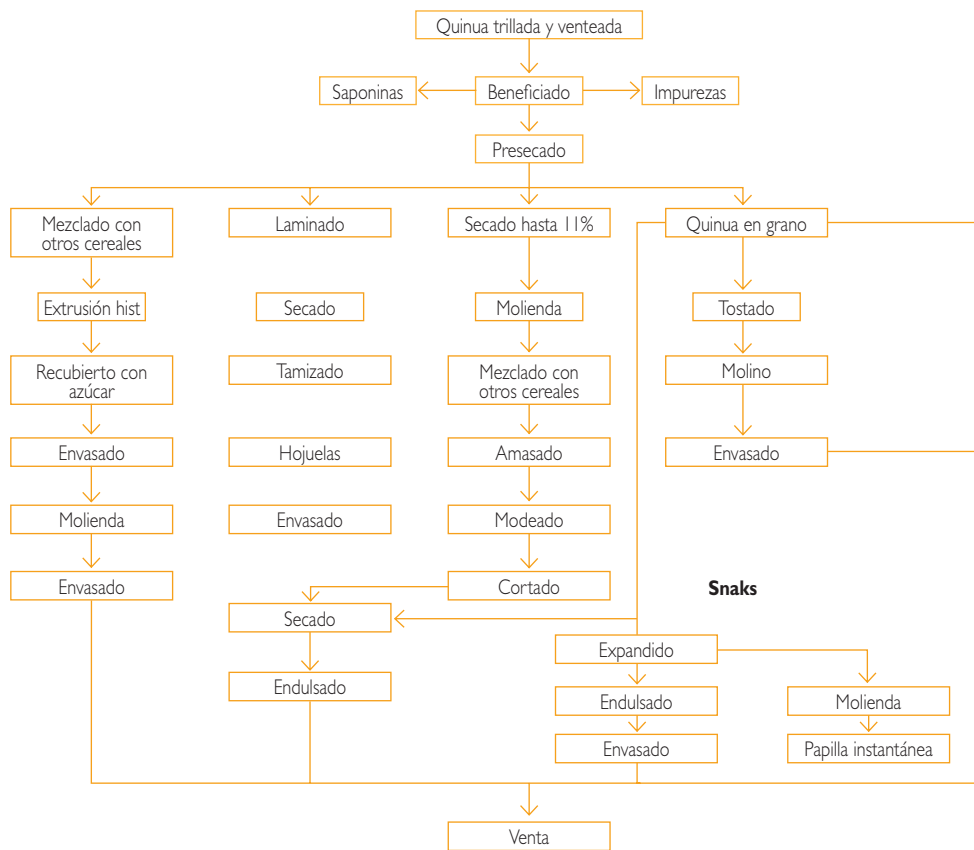 Quinua trillada y venteada
Saponinas
Beneficiado
Impurezas
Presecado
Mezclado con
otros cereales
Laminado
Secado hasta 11%
Quinua en grano
Extrusión hist
Secado
Molienda
Tostado
Recubierto con
azúcar
Tamizado
Mezclado con
otros cereales
Molino
Envasado
Hojuelas
Amasado
Envasado
Molienda
Envasado
Modeado
Envasado
Cortado
Snaks
Secado
Expandido
Endulsado
Endulsado
Molienda
Envasado
Papilla instantánea
Venta